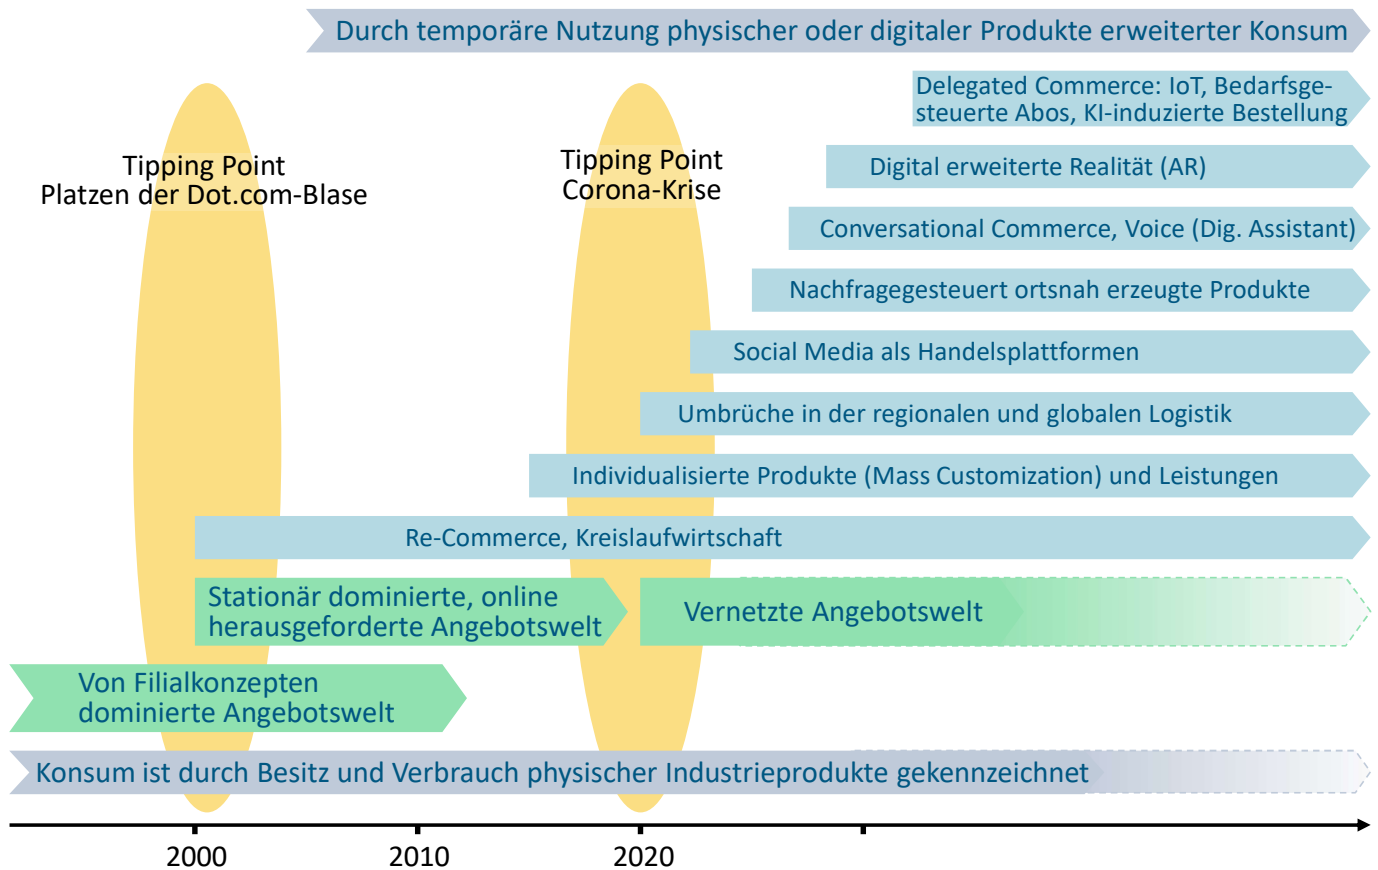 Durch temporäre Nutzung physischer oder digitaler Produkte erweiterter Konsum
Delegated Commerce: IoT, Bedarfsge-
steuerte Abos, KI-induzierte Bestellung
Tipping Point
Platzen der Dot.com-Blase
Tipping Point
Corona-Krise
Digital erweiterte Realität (AR)
Conversational Commerce, Voice (Dig. Assistant)
Nachfragegesteuert ortsnah erzeugte Produkte
Social Media als Handelsplattformen
Umbrüche in der regionalen und globalen Logistik
Individualisierte Produkte (Mass Customization) und Leistungen
Re-Commerce, Kreislaufwirtschaft
Stationär dominierte, online
herausgeforderte Angebotswelt
Vernetzte Angebotswelt
Von Filialkonzepten
dominierte Angebotswelt
Konsum ist durch Besitz und Verbrauch physischer Industrieprodukte gekennzeichnet
2000
2010
2020